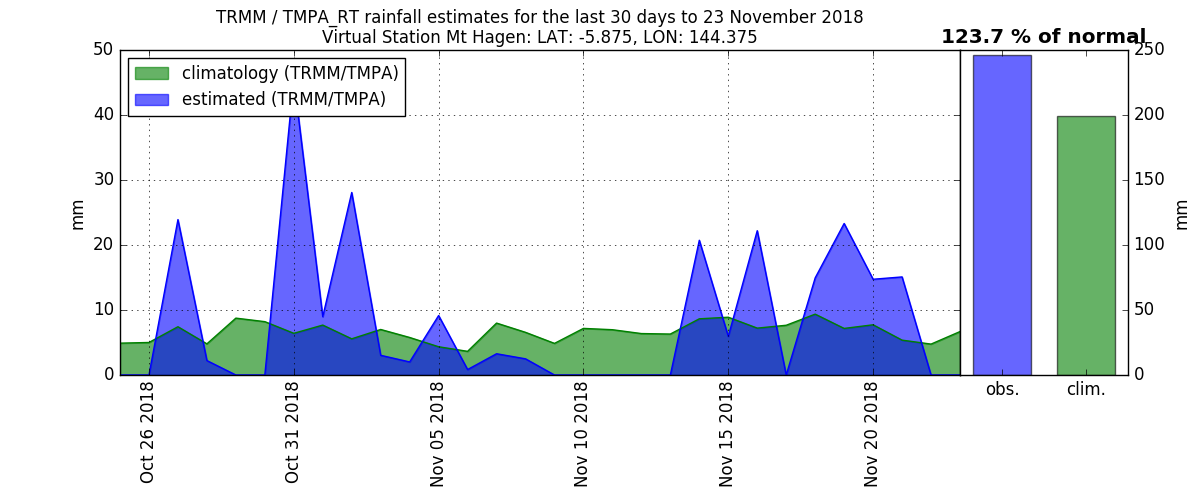 TRMM / TMPA_RT rainfall estimates for the last 30 days to 23 November 2018
Virtual Station Mt Hagen: LAT: -5.875, LON: 144.375
123.7 % of normal
climatology (TRMM/TMPA)
estimated (TRMM/TMPA)
50
40
30
20
10
0
mm
Oct 26 2018
Oct 31 2018
Nov 05 2018
Nov 10 2018
Nov 15 2018
Nov 20 2018
obs.
clim.
250
200
150
100
50
0
mm